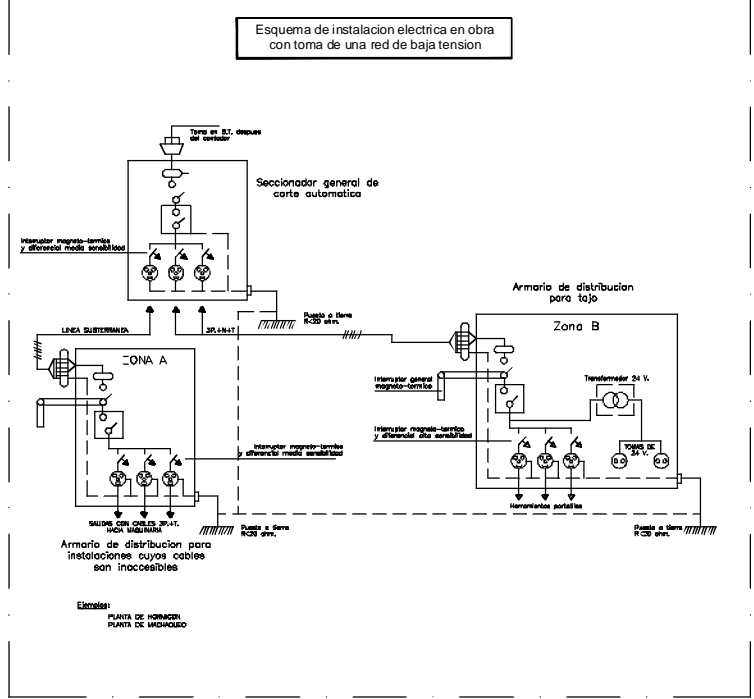 Esquema de instalacion electrica en obra
con toma de una red de baja tension
Toma en B.T. despues
del contador
Seccionador general de
corte automatica
Interruptor magneto-termico
y diferencial media sensibilidad
Puesta a tierra
R<20 ohm.
LINEA SUBTERRANEA
3P.+N+T
Armario de distribucion
para tajo
Zona B
ZONA A
Interruptor general
magneto-termico
Transformador 24 V.
Interruptor magneto-termico
y diferencial alta sensibilidad
TOMAS DE
24 V.
Interruptor magneto-termico
y diferencial media sensibilidad
Herramientas portatiles
SALIDAS CON CABLES 3P.+T.
HACIA MAQUINARIA
Puesta a tierra
R<20 ohm.
Puesta a tierra
R<20 ohm.
Armario de distribucion para
instalaciones cuyos cables
son inaccesibles
Ejemplos:
PLANTA DE HORMIGON
PLANTA DE MACHAQUEO